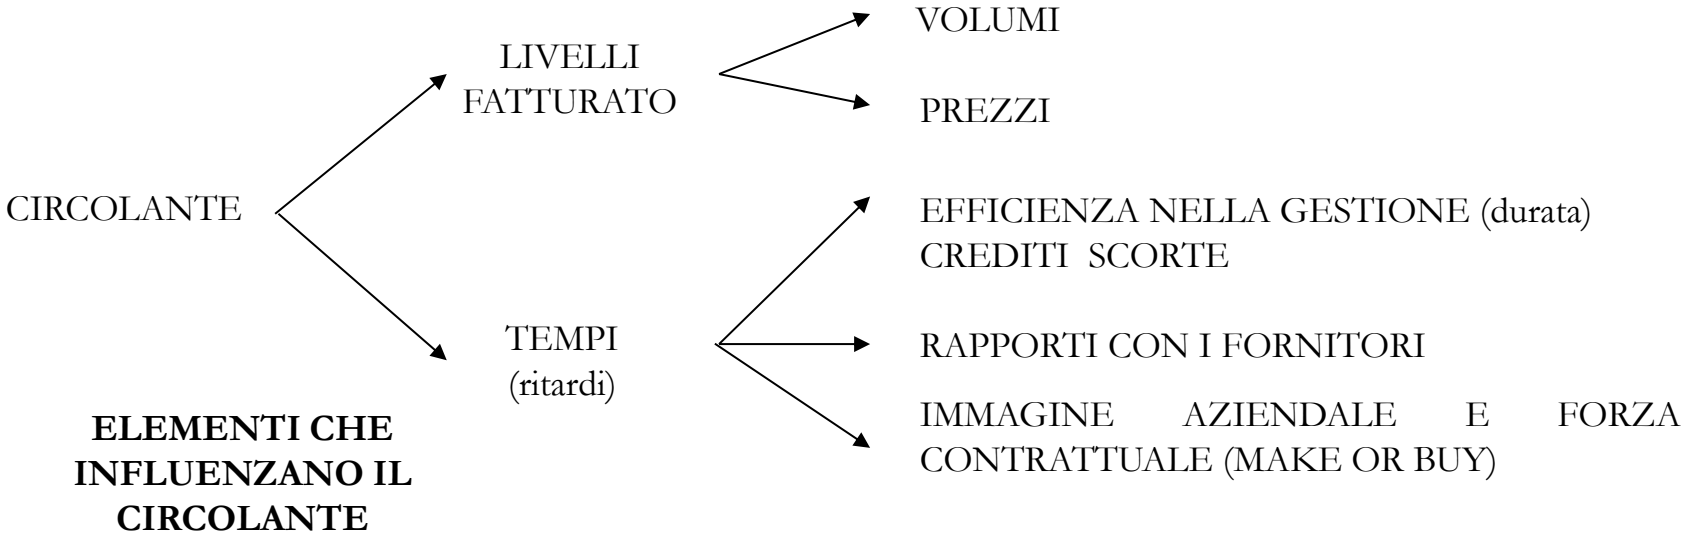 VOLUMI
LIVELLI
FATTURATO
PREZZI
CIRCOLANTE
EFFICIENZA NELLA GESTIONE (durata)
CREDITI SCORTE
TEMPI
(ritardi)
RAPPORTI CON I FORNITORI
IMMAGINE AZIENDALE E FORZA
CONTRATTUALE (MAKE OR BUY)
ELEMENTI CHE
INFLUENZANO IL
CIRCOLANTE